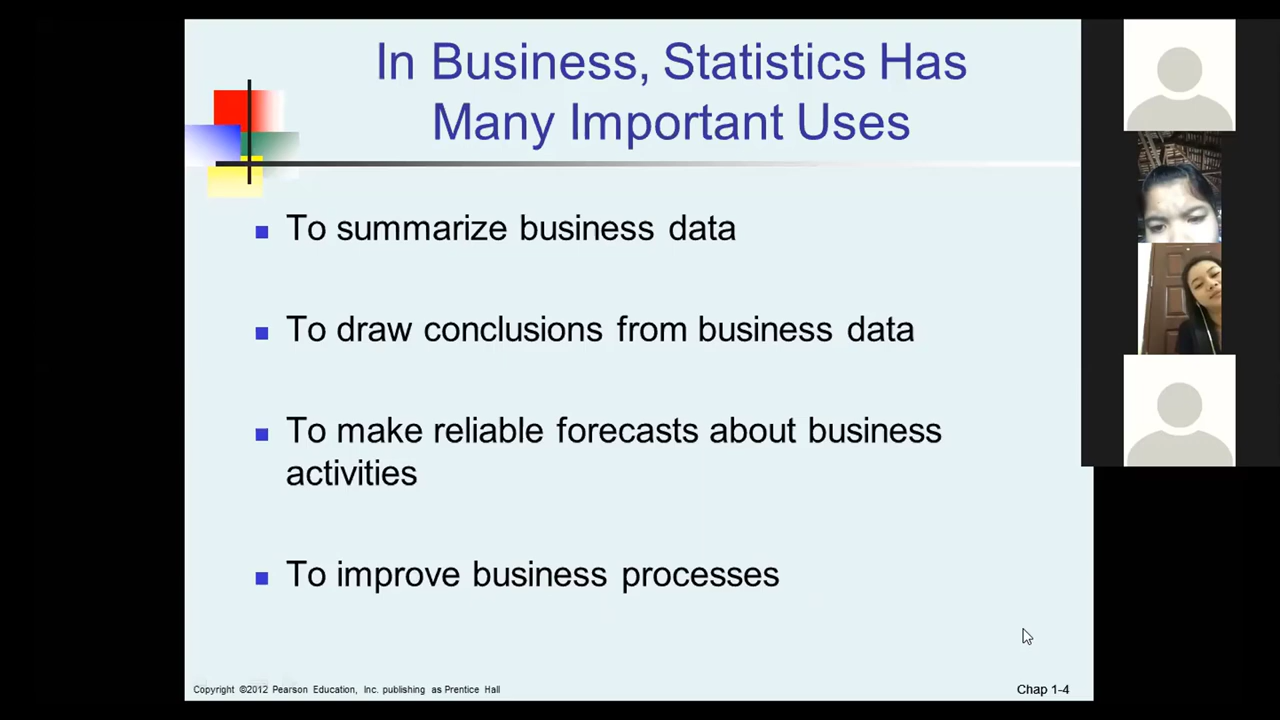 In Business, Statistics Has
Many Important Uses
To summarize business data
To draw conclusions from business data
To make reliable forecasts about business
activities
To improve business processes
Copyright ©2012 Pearson Education, Inc. publishing as Prentice Hall
Chap 1-4